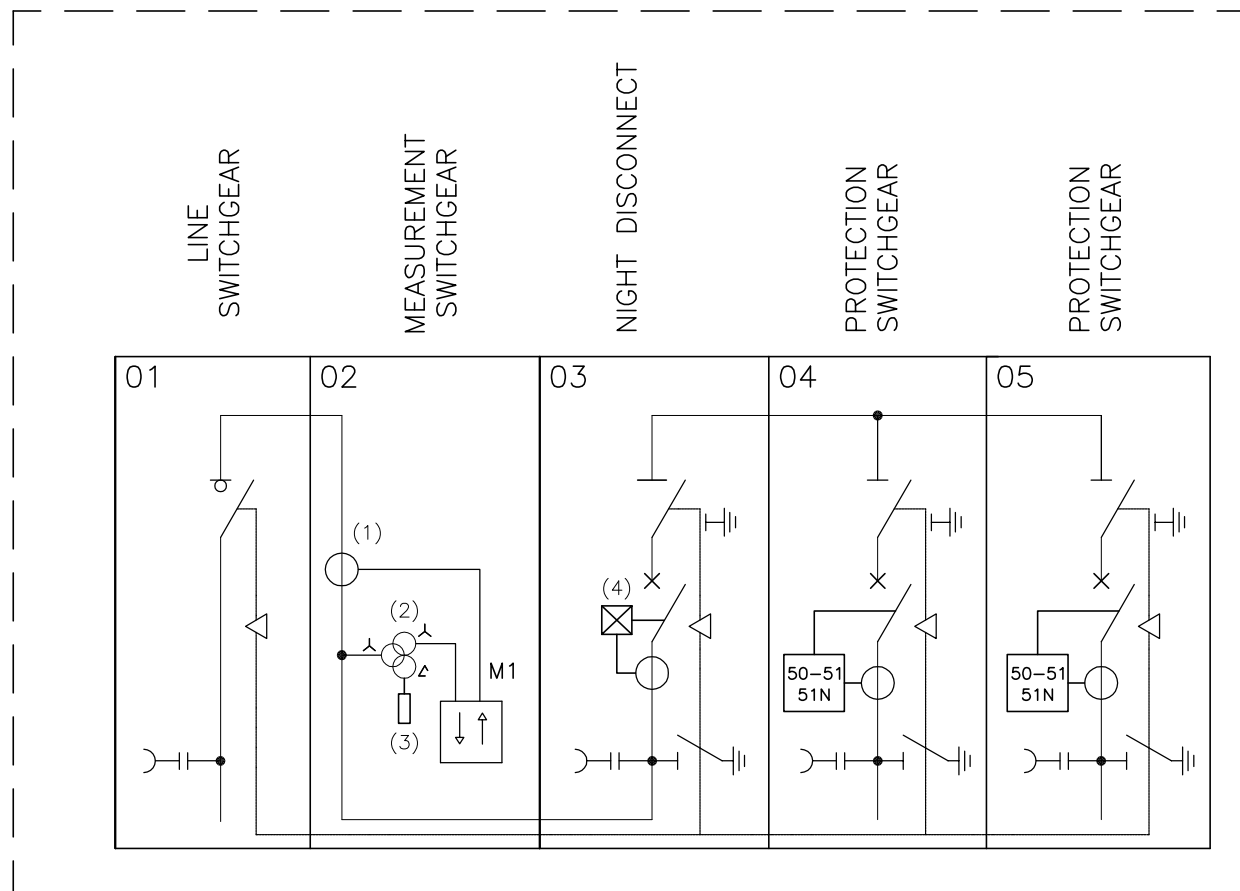 LINE
SWITCHGEAR
MEASUREMENT
SWITCHGEAR
NIGHT DISCONNECT
PROTECTION
SWITCHGEAR
PROTECTION
SWITCHGEAR
01
02
03
04
05
(1)
(2)
(3)
M1
(4)
50-51
51N
50-51
51N